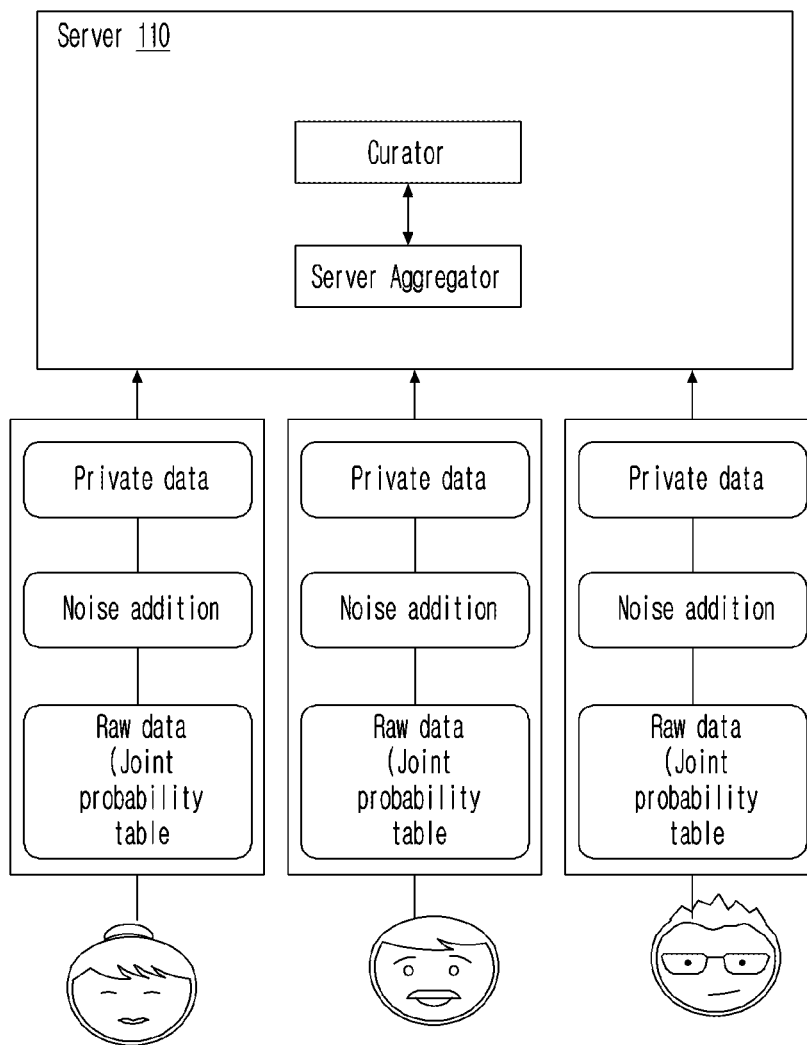 Server 110
Curator
Server Aggregator
Private data
Noise addition
Raw data
(Joint
probability
table
Private data
Noise addition
Raw data
(Joint
probability
table
Private data
Noise addition
Raw data
(Joint
probability
table